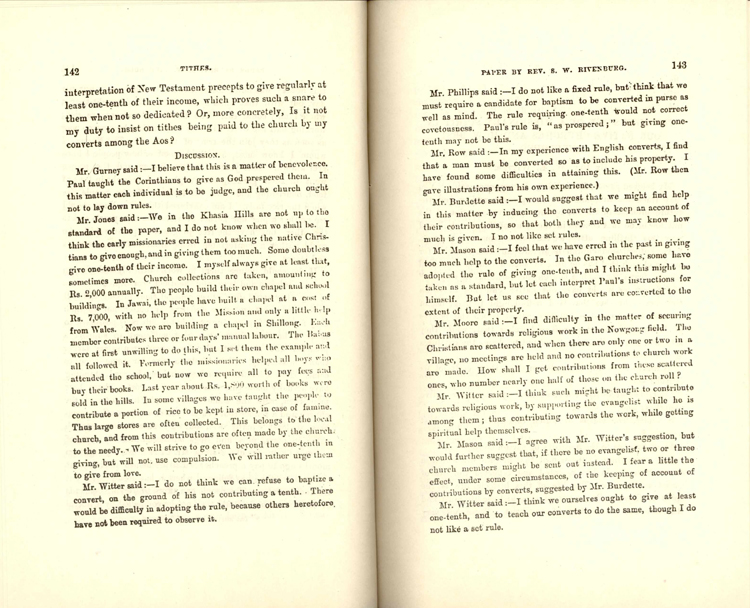 142
TITHES.
interpretation of New Testament precepts to give regularly at
least one-tenth of their income, which proves such a snare to
them when not so dedicated? Or, more concretely, Is it not
my duty to insist on tithes being paid to the church by my
converts among the Aos?
DISCUSSION.
Mr. Gurney said:—I believe that this is a matter of benevolence.
Paul taught the Corinthians to give as God prospered them. In
this matter each individual is to be judge, and the church ought
not to lay down rules.
Mr. Jones said:—We in the Khasia Hills are not up to the
standard of the paper, and I do not know when we shall be. I
think the early missionaries erred in not asking the native Chris-
tians to give enough, and in giving them too much. Some doubtless
give one-tenth of their income. I myself always give at least that,
sometimes more. Church collections are taken, amounting to
Rs. 2,000 annually. The people build their own chapel and school
buildings. In Jawai, the people have built a chapel at a cost of
Rs. 7,000, with no help from the Mission and only a little help
from Wales. Now we are building a chapel in Shillong. Each
member contributes three or four days' manual labour. The Babus
were at first unwilling to do this, but I set them the example and
all followed it. Formerly the missionaries helped all boys who
attended the school, but now we require all to pay fees and
buy their books. Last year about Rs. 1,800 worth of books were
sold in the hills. In some villages we have taught the people to
contribute a portion of rice to be kept in store, in case of famine.
Thus large stores are often collected. This belongs to the local
church, and from this contributions are often made by the church.
to the needy. We will strive to go even beyond the one-tenth in
giving, but will not use compulsion. We will rather urge them
to give from love.
Mr. Witter said:—I do not think we can refuse to baptize a
convert, on the ground of his not contributing a tenth. There
would be difficulty in adopting the rule, because others heretofore
have not been required to observe it.
PAPER BY REV. S. W. RIVENBURG.
143
Mr. Phillips said:—I do not like a fixed rule, but think that we
must require a candidate for baptism to be converted in purse as
well as mind. The rule requiring one-tenth would not correct
covetousness. Paul's rule is, "as prospered;" but giving one-
tenth may not be this.
Mr. Row said:—In my experience with English converts, I find
that a man must be converted so as to include his property. I
have found some difficulties in attaining this. (Mr. Row then
gave illustrations from his own experience.)
Mr. Burdette said:—I would suggest that we might find help
in this matter by inducing the converts to keep an account of
their contributions, so that both they and we may know how
much is given. I no not like set rules.
Mr. Mason said:—I feel that we have erred in the past in giving
too much help to the converts. In the Garo churches, some have
adopted the rule of giving one-tenth, and I think this might be
taken as a standard, but let each interpret Paul's instructions for
himself. But let us see that the converts are converted to the
extent of their property.
Mr. Moore said:—I find difficulty in the matter of securing
contributions towards religious work in the Nowgong field. The
Christians are scattered, and when there are only one or two in a
village, no meetings are held and no contributions to church work
are made. How shall I get contributions from these scattered
ones, who number nearly one half of those on the church roll?
Mr. Witter said:—I think such might be taught to contribute
towards religious work, by supporting the evangelist while he is
among them; thus contributing towards the work, while getting
spiritual help themselves.
Mr. Mason said:—I agree with Mr. Witter's suggestion, but
would further suggest that, if there be no evangelist, two or three
church members might be sent out instead. I fear a little the
effect, under some circumstances, of the keeping of account of
contributions by converts, suggested by Mr. Burdette.
Mr. Witter said:—I think we ourselves ought to give at least
one-tenth, and to teach our converts to do the same, though I do
not like a set rule.